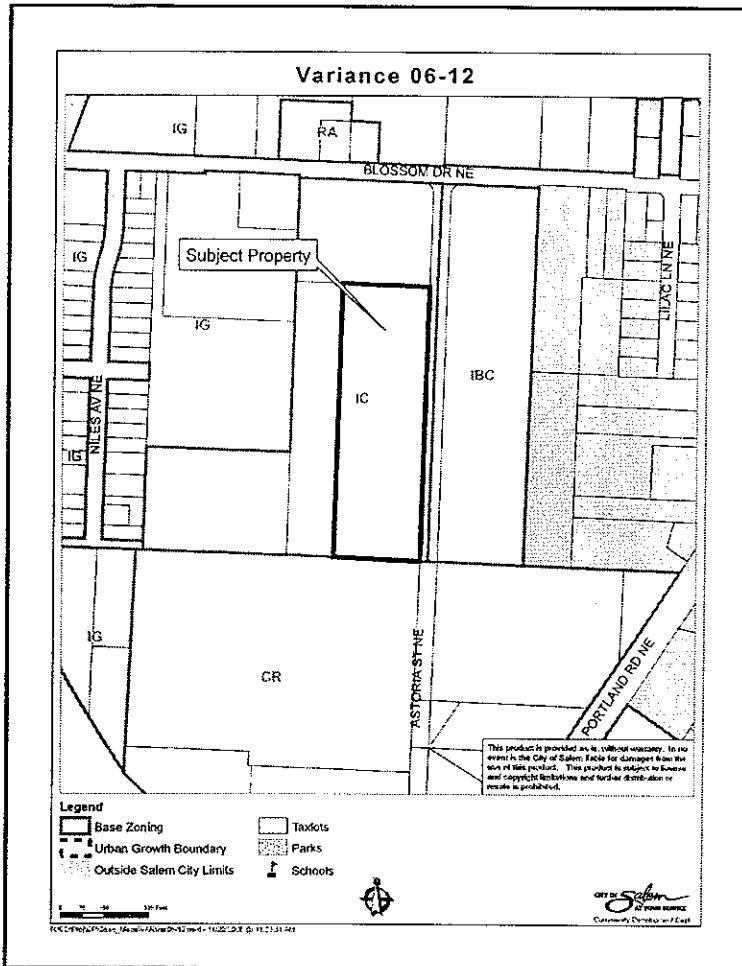 Variance 06-12
IG
RA
BLOSSOM DR NE
Subject Property
IG
IG
IC
IBC
LILAC LN NE
NILES AV NE
IG
IG
CR
ASTORIA ST NE
PORTLAND RD NE
This product is provided as is, without warranty. In no
event is the City of Salem liable for damages from the
use of this product. This product is subject to license
and copyright limitations and further distribution or
resale is prohibited.
Legend
Base Zoning
Urban Growth Boundary
Outside Salem City Limits
Taxlots
Parks
Schools
Feet
CITY OF Salem
AT YOUR SERVICE
Community Development Dept